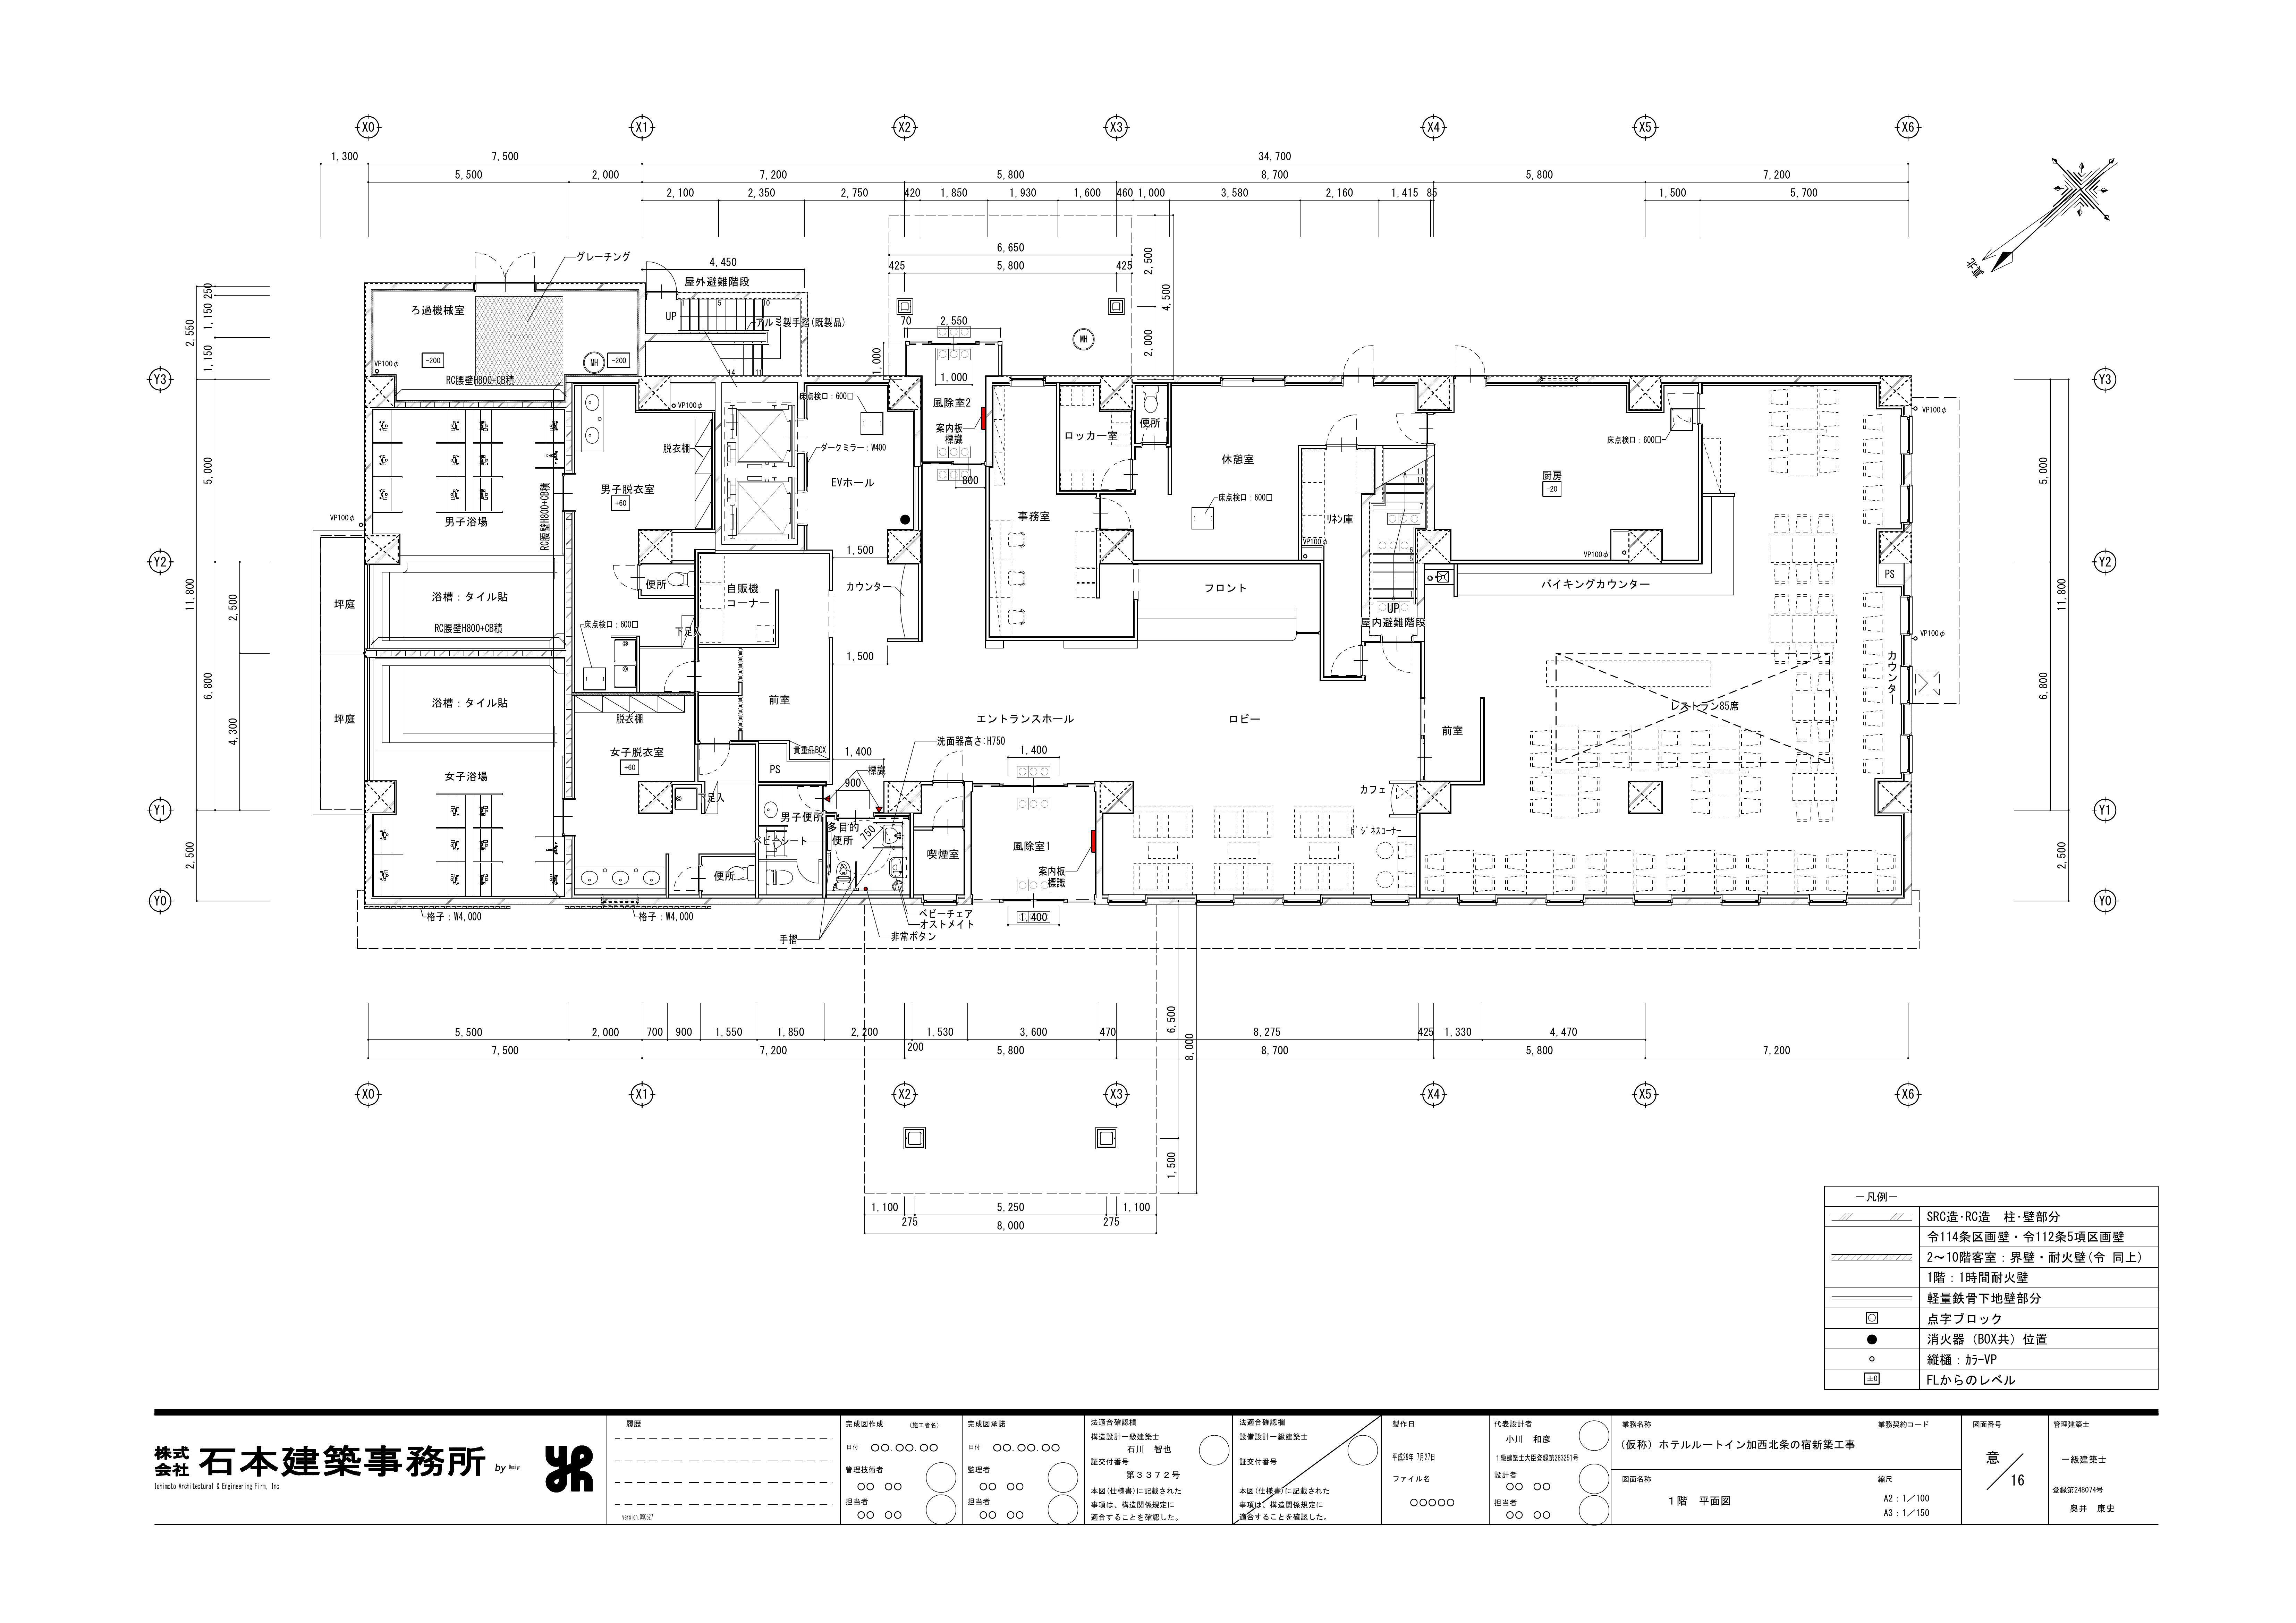 X0 X1 X2 X3 X4 X5 X6
1,300 7,500 34,700
5,500 2,000 7,200 5,800 8,700 5,800 7,200
2,100 2,350 2,750 420 1,850 1,930 1,600 460 1,000 3,580 2,160 1,415 85 1,500 5,700
真北
グレーチング
6,650
425 5,800 425
2,500
4,500
2,000
4,450
屋外避難階段
ろ過機械室
UP
アルミ製手摺(既製品)
70 2,550
1,000
MH
-200
MH
-200
VP100φ
RC腰壁H800+CB積
2,550
250
1,150
1,150
Y3
5,000
Y2
11,800
2,500
6,800
4,300
Y1
2,500
Y0
VP100φ
床点検口:600口
1,000
風除室2
案内板
標識
800
脱衣棚
ダークミラー:W400
EVホール
男子脱衣室
+60
男子浴場
RC腰壁H800+CB積
VP100φ
ロッカー室
便所
休憩室
事務室
床点検口:600口
リネン庫
VP100φ
床点検口:600口
厨房
-20
VP100φ
VP100φ
Y3
5,000
Y2
11,800
6,800
Y1
2,500
Y0
坪庭
浴槽:タイル貼
RC腰壁H800+CB積
便所
自販機
コーナー
1,500
カウンター
1,500
フロント
UP
屋内避難階段
バイキングカウンター
PS
VP100φ
床点検口:600口
下足入
坪庭
浴槽:タイル貼
脱衣棚
前室
エントランスホール
ロビー
前室
レストラン85席
カウンター
女子脱衣室
+60
女子浴場
貴重品BOX
PS
1,400
洗面器高さ:H750
1,400
標識
900
下足入
男子便所
ベビーシート
多目的
便所
750
喫煙室
風除室1
案内板
標識
カフェ
ビジネスコーナー
便所
格子:W4,000
格子:W4,000
手摺
ベビーチェア
オストメイト
非常ボタン
1,400
5,500 2,000 700 900 1,550 1,850 2,200 1,530 3,600 470 8,275 425 1,330 4,470
200
7,500 7,200 5,800 8,700 5,800 7,200
6,500
8,000
1,500
X0 X1 X2 X3 X4 X5 X6
1,100 5,250 1,100
275 275
8,000
－凡例－
SRC造・RC造　柱・壁部分
令114条区画壁・令112条5項区画壁
2～10階客室:界壁・耐火壁(令 同上)
1階:1時間耐火壁
軽量鉄骨下地壁部分
点字ブロック
消火器（BOX共）位置
縦樋:カラーVP
±0
FLからのレベル
株式会社 石本建築事務所 by Design
Ishimoto Architectural & Engineering Firm, Inc.
履歴
version.090527
完成図作成 (施工者名)
日付 ○○.○○.○○
管理技術者
○○ ○○
担当者
○○ ○○
完成図承諾
日付 ○○.○○.○○
監理者
○○ ○○
担当者
○○ ○○
法適合確認欄
構造設計一級建築士
石川　智也
証交付番号
第3372号
本図(仕様書)に記載された
事項は、構造関係規定に
適合することを確認した。
法適合確認欄
設備設計一級建築士
証交付番号
本図(仕様書)に記載された
事項は、構造関係規定に
適合することを確認した。
製作日
平成29年 7月27日
ファイル名
○○○○○
代表設計者
小川　和彦
1級建築士大臣登録第283251号
設計者
○○ ○○
担当者
○○ ○○
業務名称 業務契約コード
（仮称）ホテルルートイン加西北条の宿新築工事
図面名称
1階　平面図
縮尺
A2：1／100
A3：1／150
図面番号
意／16
管理建築士
一級建築士
登録第248074号
奥井　康史